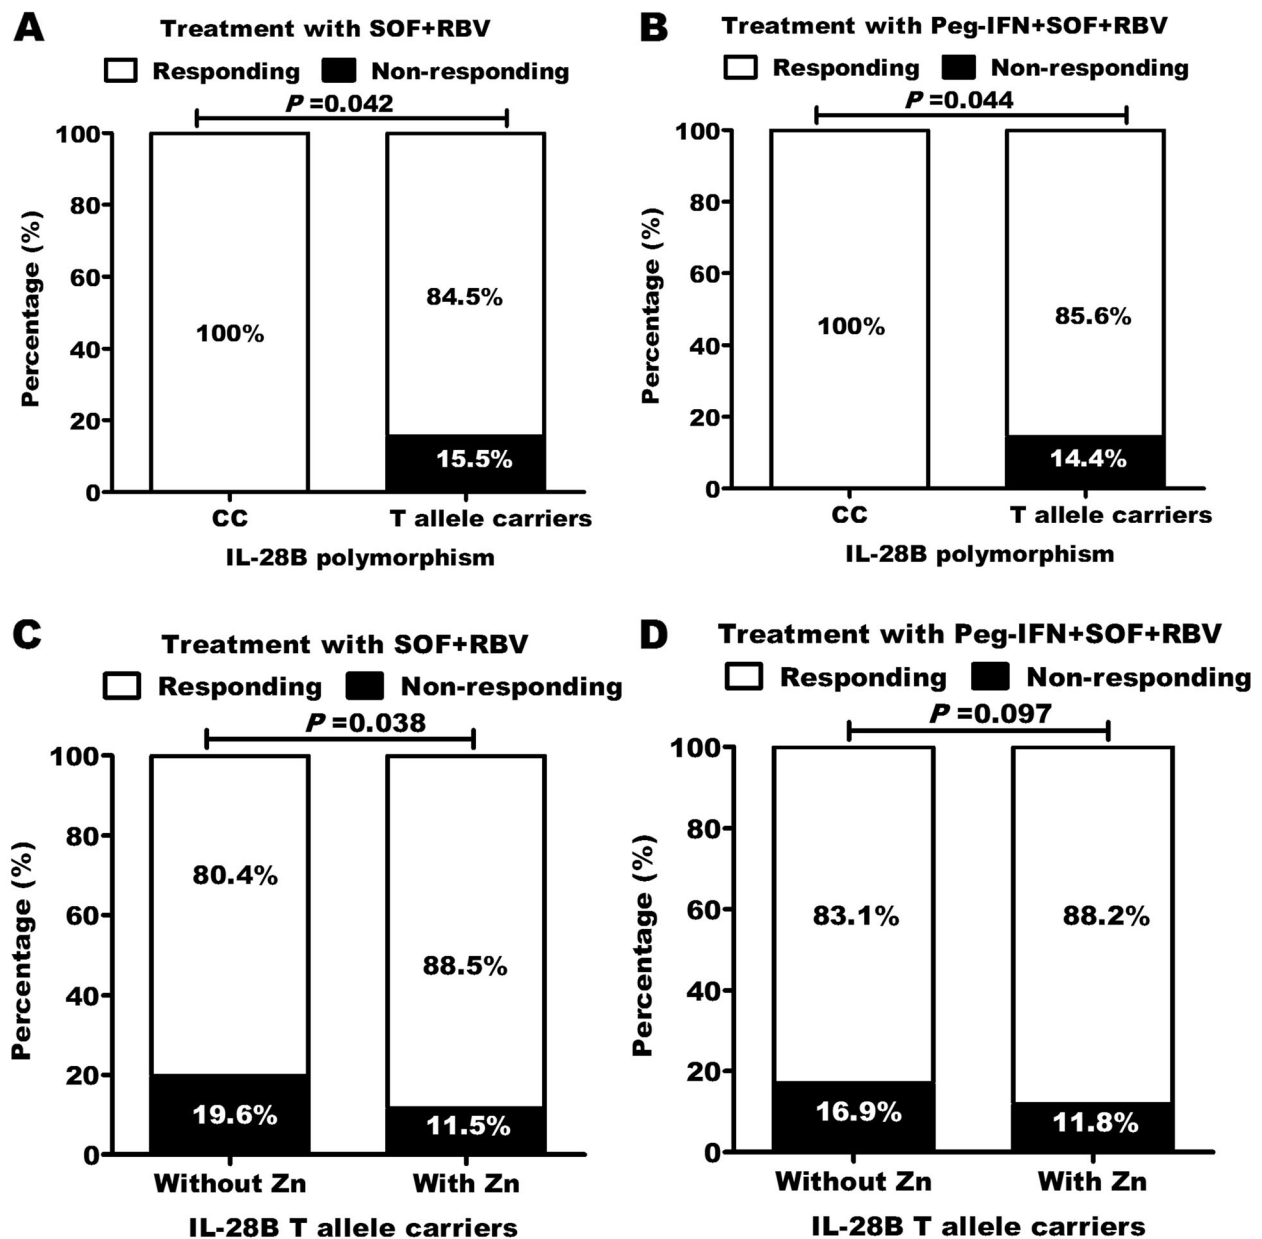 A
Treatment with SOF+RBV
Responding Non-responding
P =0.042
100
80
60
40
20
0
Percentage (%)
100%
84.5%
15.5%
CC T allele carriers
IL-28B polymorphism
B
Treatment with Peg-IFN+SOF+RBV
Responding Non-responding
P =0.044
100
80
60
40
20
0
Percentage (%)
100%
85.6%
14.4%
CC T allele carriers
IL-28B polymorphism
C
Treatment with SOF+RBV
Responding Non-responding
P =0.038
100
80
60
40
20
0
Percentage (%)
80.4%
88.5%
19.6%
11.5%
Without Zn With Zn
IL-28B T allele carriers
D
Treatment with Peg-IFN+SOF+RBV
Responding Non-responding
P =0.097
100
80
60
40
20
0
Percentage (%)
83.1%
88.2%
16.9%
11.8%
Without Zn With Zn
IL-28B T allele carriers